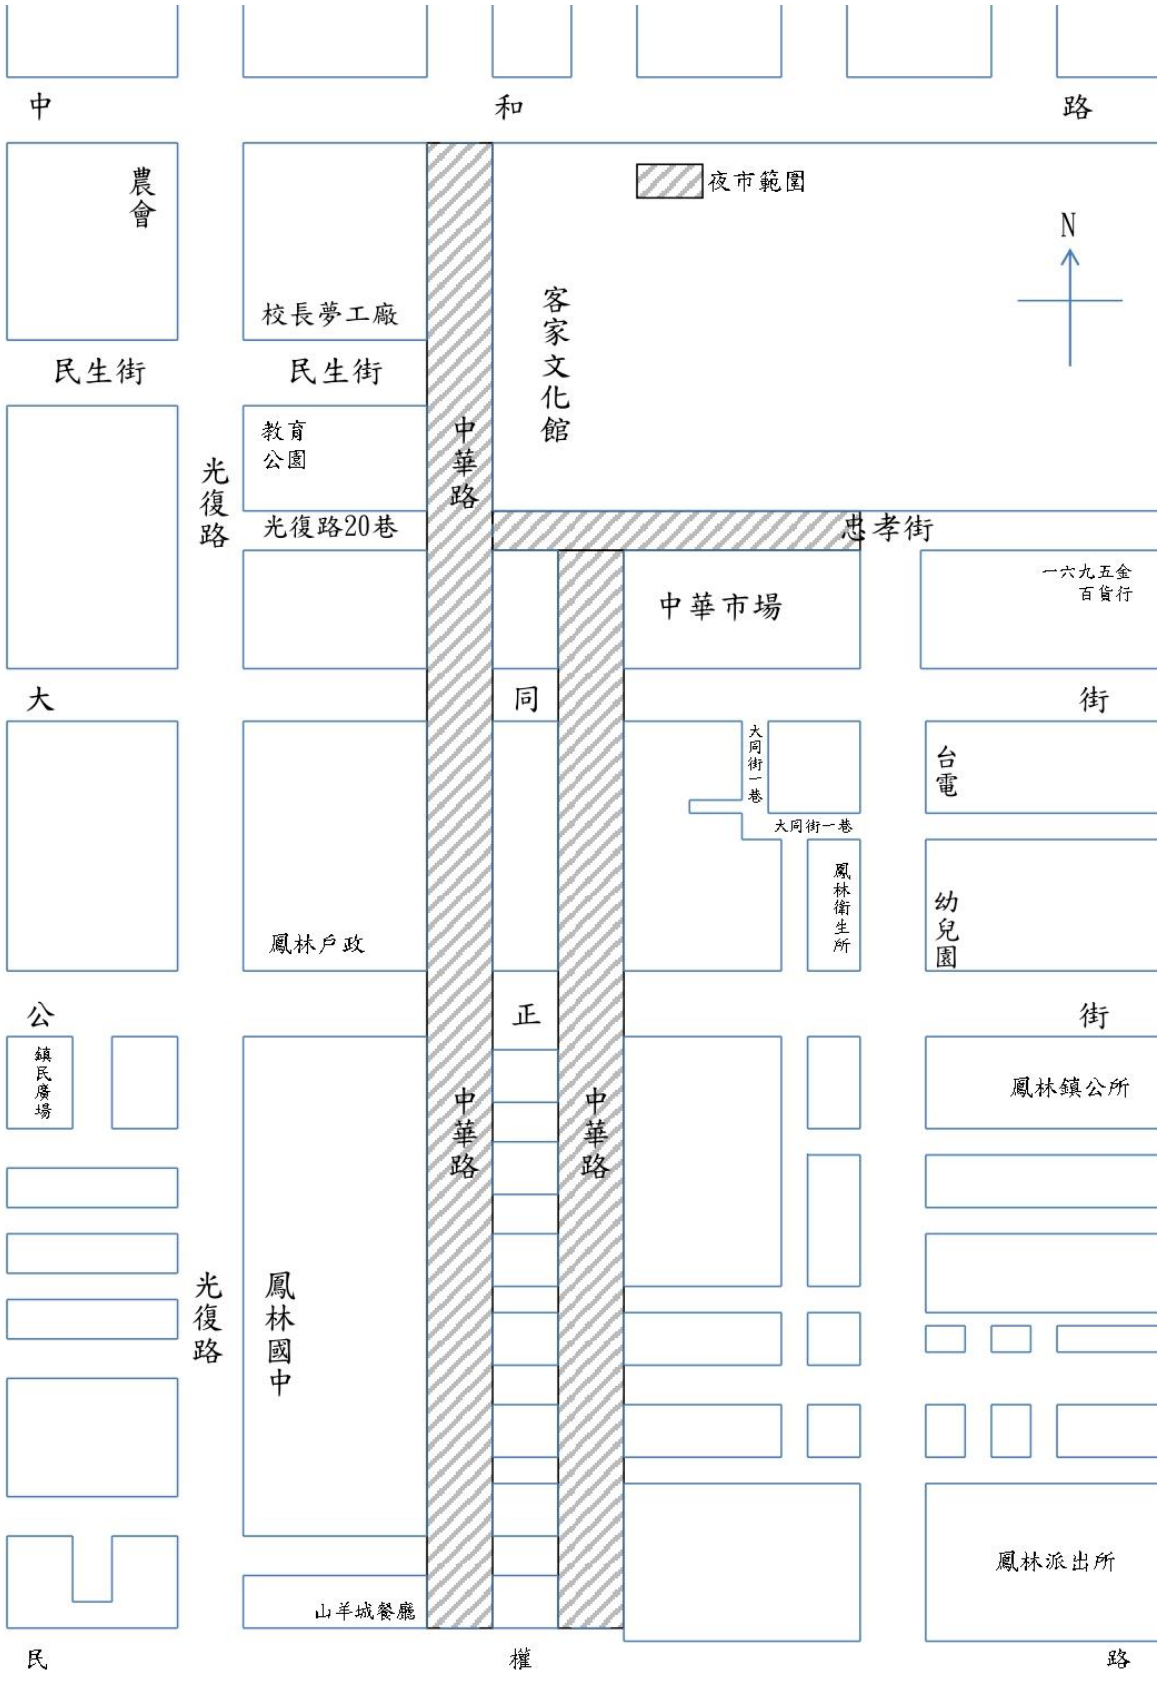 中和路
農會
夜市範圍
N
校長夢工廠
客家文化館
民生街
民生街
中華路
教育
公園
光復路
光復路20巷
忠孝街
一六九五金
百貨行
中華市場
大同街
大同街一巷
台電
大同街一巷
鳳林衛生所
幼兒園
鳳林戶政
公正街
鎮民廣場
鳳林鎮公所
中華路
中華路
光復路
鳳林國中
鳳林派出所
山羊城餐廳
民權路